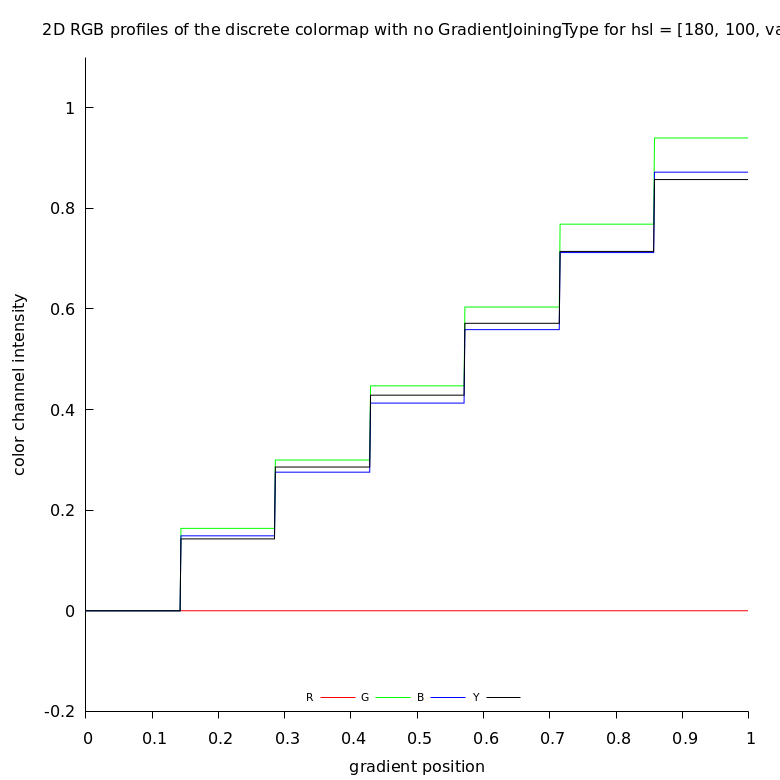 2D RGB profiles of the discrete colormap with no GradientJoiningType for hsl = [180, 100, va
1
0.8
0.6
0.4
0.2
0
-0.2
color channel intensity
R G B Y
0 0.1 0.2 0.3 0.4 0.5 0.6 0.7 0.8 0.9 1
gradient position